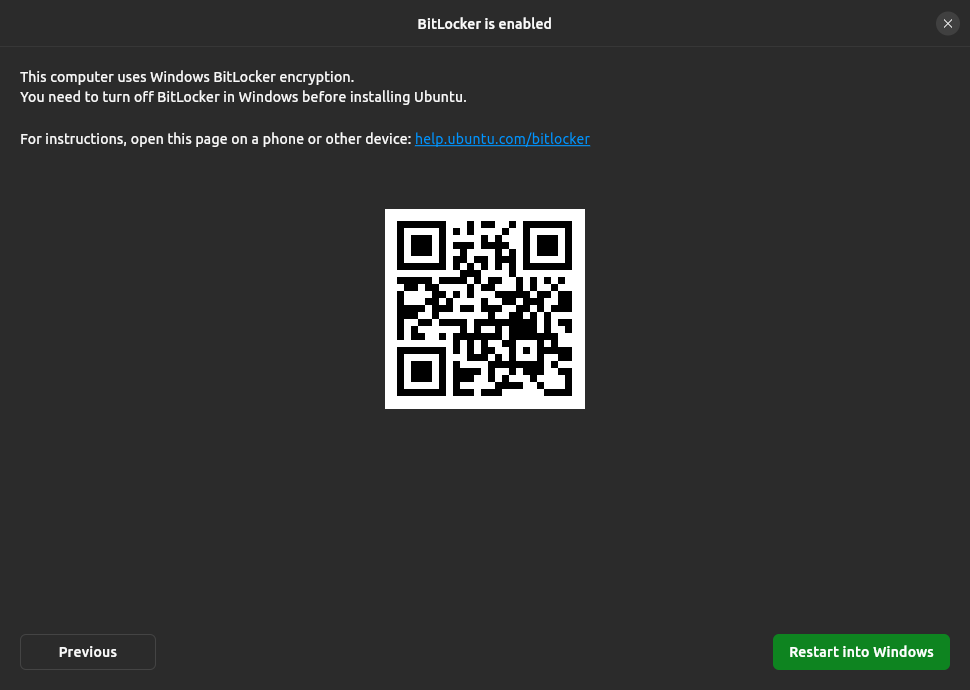 BitLocker is enabled
This computer uses Windows BitLocker encryption.
You need to turn off BitLocker in Windows before installing Ubuntu.
For instructions, open this page on a phone or other device: help.ubuntu.com/bitlocker
Previous
Restart into Windows